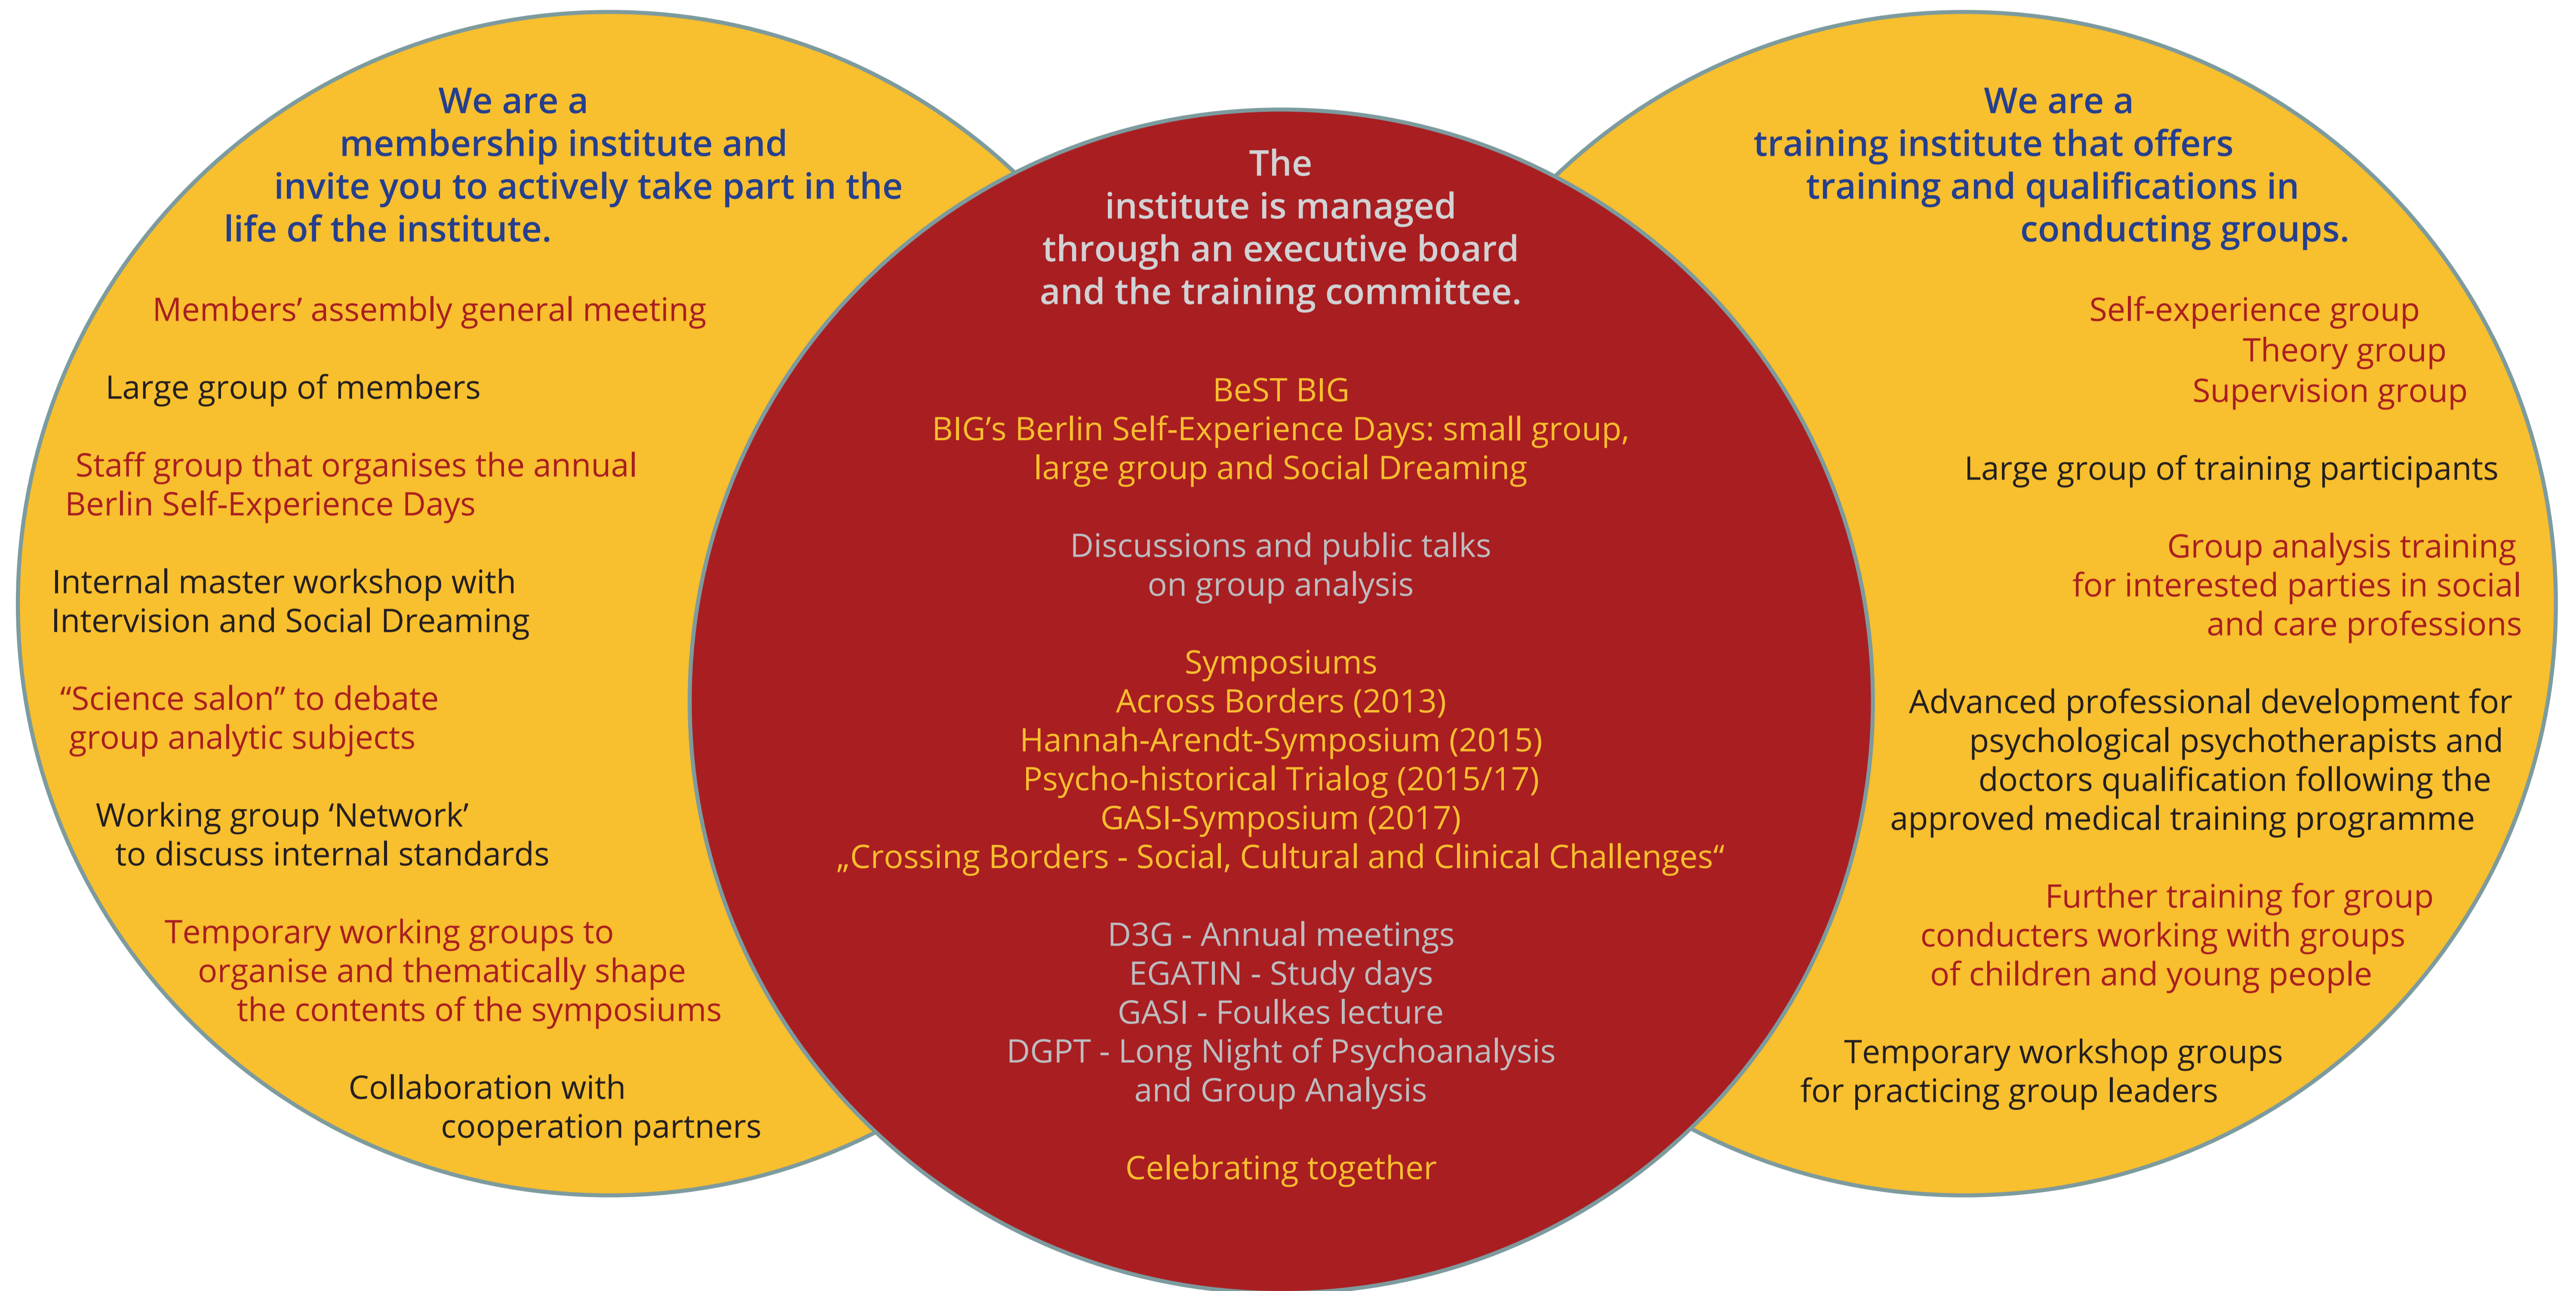 We are a
membership institute and
invite you to actively take part in the
life of the institute.
Members’ assembly general meeting
Large group of members
Staff group that organises the annual
Berlin Self-Experience Days
Internal master workshop with
Intervision and Social Dreaming
“Science salon” to debate
group analytic subjects
Working group ‘Network’
to discuss internal standards
Temporary working groups to
organise and thematically shape
the contents of the symposiums
Collaboration with
cooperation partners
The
institute is managed
through an executive board
and the training committee.
BeST BIG
BIG’s Berlin Self-Experience Days: small group,
large group and Social Dreaming
Discussions and public talks
on group analysis
Symposiums
Across Borders (2013)
Hannah-Arendt-Symposium (2015)
Psycho-historical Trialog (2015/17)
GASI-Symposium (2017)
„Crossing Borders - Social, Cultural and Clinical Challenges“
D3G - Annual meetings
EGATIN - Study days
GASI - Foulkes lecture
DGPT - Long Night of Psychoanalysis
and Group Analysis
Celebrating together
We are a
training institute that offers
training and qualifications in
conducting groups.
Self-experience group
Theory group
Supervision group
Large group of training participants
Group analysis training
for interested parties in social
and care professions
Advanced professional development for
psychological psychotherapists and
doctors qualification following the
approved medical training programme
Further training for group
conducters working with groups
of children and young people
Temporary workshop groups
for practicing group leaders